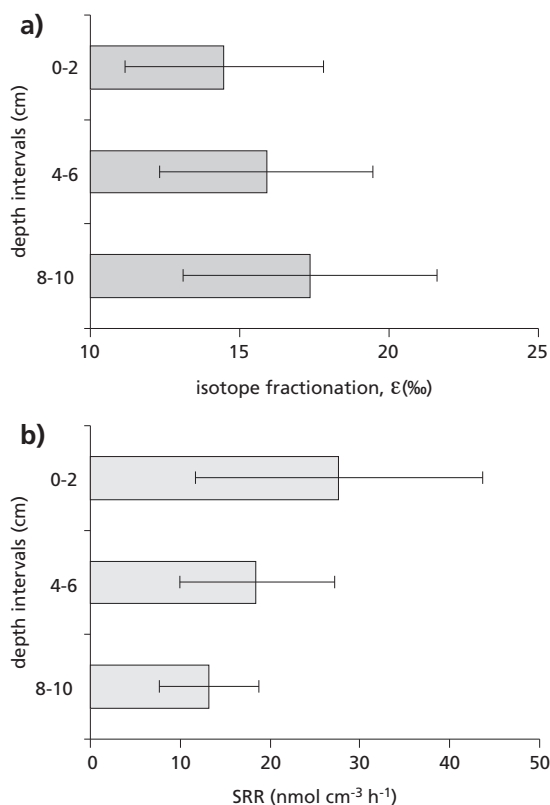 a)
depth intervals (cm)
0-2
4-6
8-10
10 15 20 25
isotope fractionation, ε(‰)
b)
depth intervals (cm)
0-2
4-6
8-10
0 10 20 30 40 50
SRR (nmol cm⁻³ h⁻¹)